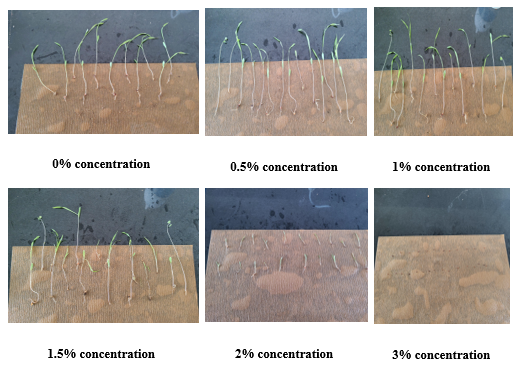 0% concentration
0.5% concentration
1% concentration
1.5% concentration
2% concentration
3% concentration